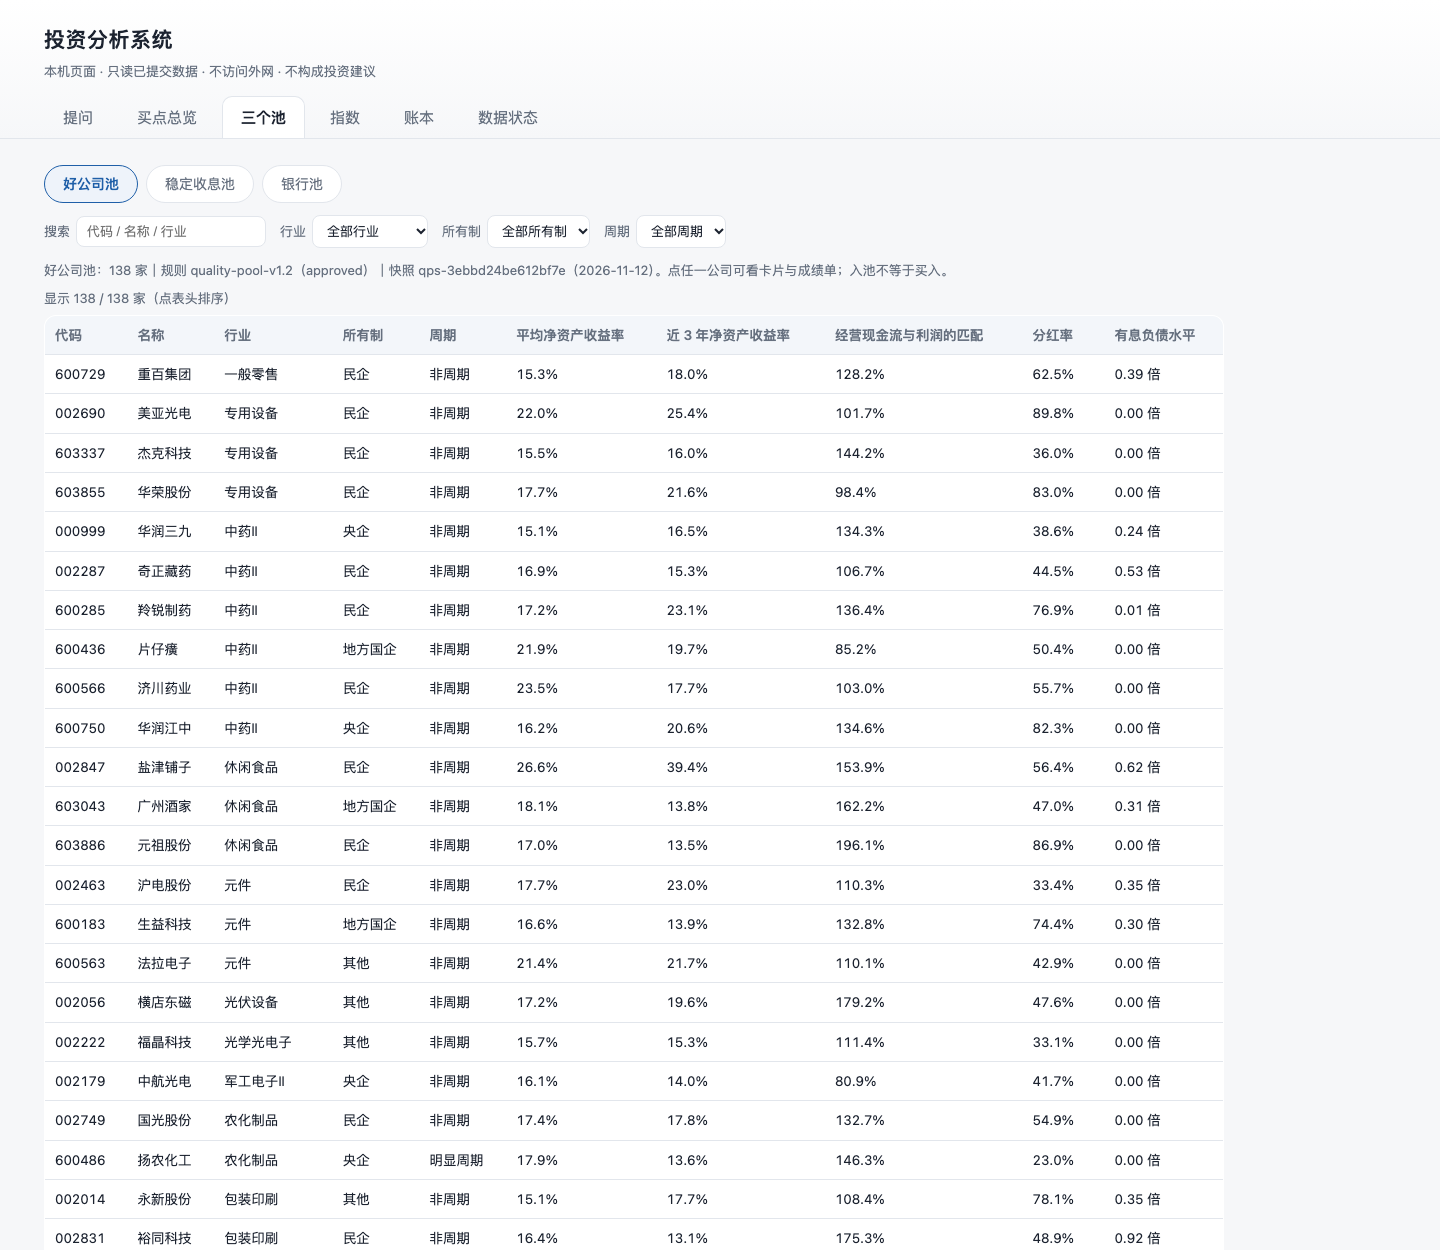 投资分析系统
本机页面 · 只读已提交数据 · 不访问外网 · 不构成投资建议
提问 买点总览 三个池 指数 账本 数据状态
好公司池 稳定收息池 银行池
搜索 代码 / 名称 / 行业 行业 全部行业 所有制 全部所有制 周期 全部周期
好公司池：138 家｜规则 quality-pool-v1.2（approved）｜快照 qps-3ebbd24be612bf7e（2026-11-12）。点任一公司可看卡片与成绩单；入池不等于买入。
显示 138 / 138 家（点表头排序）
代码 名称 行业 所有制 周期 平均净资产收益率 近 3 年净资产收益率 经营现金流与利润的匹配 分红率 有息负债水平
600729 重百集团 一般零售 民企 非周期 15.3% 18.0% 128.2% 62.5% 0.39 倍
002690 美亚光电 专用设备 民企 非周期 22.0% 25.4% 101.7% 89.8% 0.00 倍
603337 杰克科技 专用设备 民企 非周期 15.5% 16.0% 144.2% 36.0% 0.00 倍
603855 华荣股份 专用设备 民企 非周期 17.7% 21.6% 98.4% 83.0% 0.00 倍
000999 华润三九 中药Ⅱ 央企 非周期 15.1% 16.5% 134.3% 38.6% 0.24 倍
002287 奇正藏药 中药Ⅱ 民企 非周期 16.9% 15.3% 106.7% 44.5% 0.53 倍
600285 羚锐制药 中药Ⅱ 民企 非周期 17.2% 23.1% 136.4% 76.9% 0.01 倍
600436 片仔癀 中药Ⅱ 地方国企 非周期 21.9% 19.7% 85.2% 50.4% 0.00 倍
600566 济川药业 中药Ⅱ 民企 非周期 23.5% 17.7% 103.0% 55.7% 0.00 倍
600750 华润江中 中药Ⅱ 央企 非周期 16.2% 20.6% 134.6% 82.3% 0.00 倍
002847 盐津铺子 休闲食品 民企 非周期 26.6% 39.4% 153.9% 56.4% 0.62 倍
603043 广州酒家 休闲食品 地方国企 非周期 18.1% 13.8% 162.2% 47.0% 0.31 倍
603886 元祖股份 休闲食品 民企 非周期 17.0% 13.5% 196.1% 86.9% 0.00 倍
002463 沪电股份 元件 民企 非周期 17.7% 23.0% 110.3% 33.4% 0.35 倍
600183 生益科技 元件 地方国企 非周期 16.6% 13.9% 132.8% 74.4% 0.30 倍
600563 法拉电子 元件 其他 非周期 21.4% 21.7% 110.1% 42.9% 0.00 倍
002056 横店东磁 光伏设备 其他 非周期 17.2% 19.6% 179.2% 47.6% 0.00 倍
002222 福晶科技 光学光电子 其他 非周期 15.7% 15.3% 111.4% 33.1% 0.00 倍
002179 中航光电 军工电子Ⅱ 央企 非周期 16.1% 14.0% 80.9% 41.7% 0.00 倍
002749 国光股份 农化制品 民企 非周期 17.4% 17.8% 132.7% 54.9% 0.00 倍
600486 扬农化工 农化制品 央企 明显周期 17.9% 13.6% 146.3% 23.0% 0.00 倍
002014 永新股份 包装印刷 其他 非周期 15.1% 17.7% 108.4% 78.1% 0.35 倍
002831 裕同科技 包装印刷 民企 非周期 16.4% 13.1% 175.3% 48.9% 0.92 倍